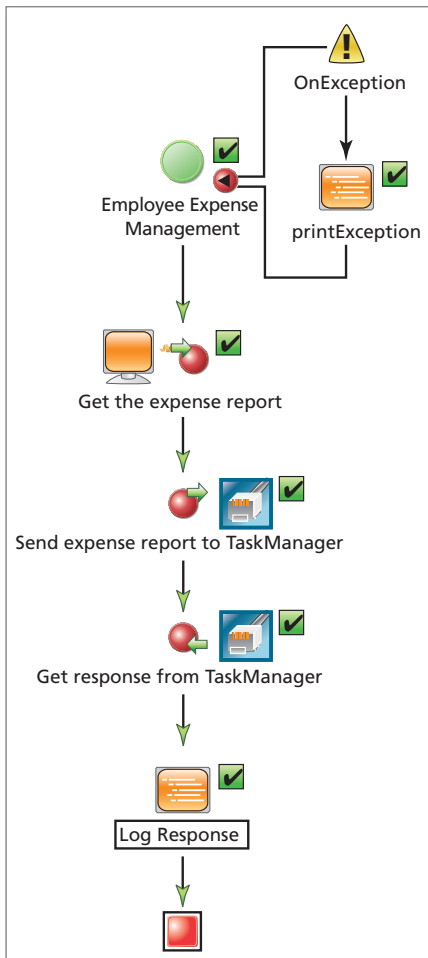 OnException
printException
Employee Expense
Management
Get the expense report
Send expense report to TaskManager
Get response from TaskManager
Log Response